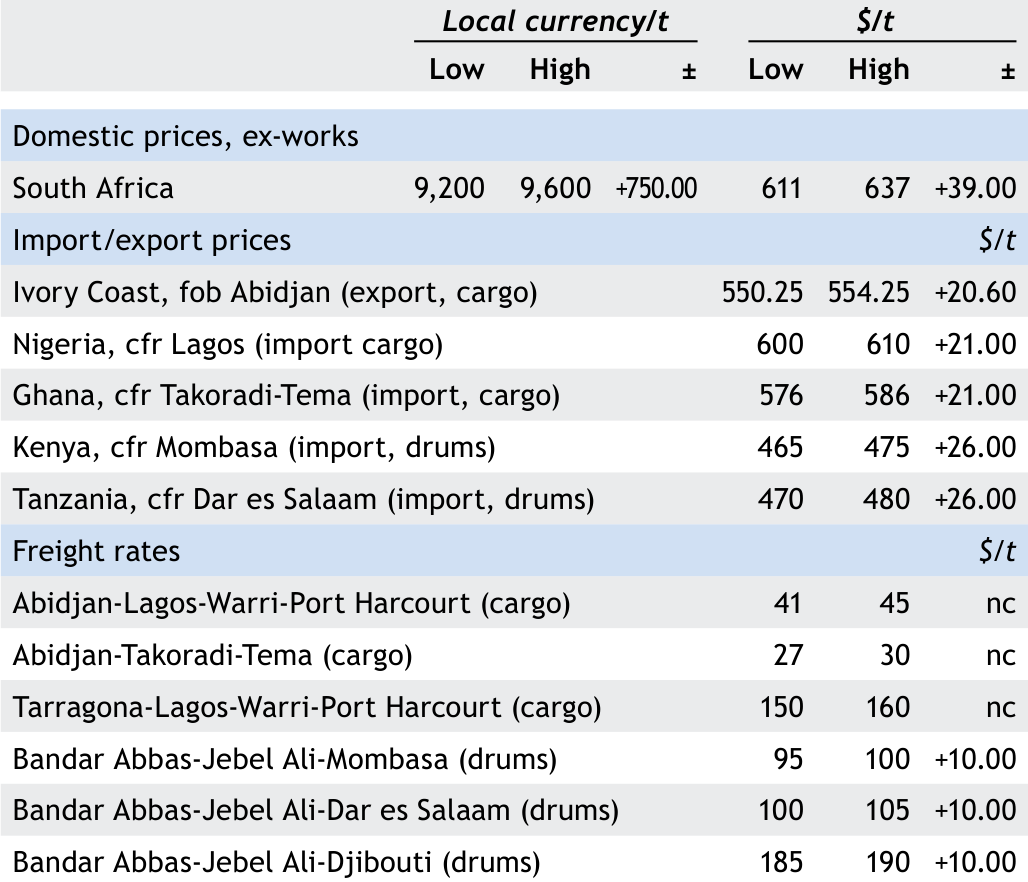 Local currency/t $/t
Low High ± Low High ±
Domestic prices, ex-works
South Africa 9,200 9,600 +750.00 611 637 +39.00
Import/export prices $/t
Ivory Coast, fob Abidjan (export, cargo) 550.25 554.25 +20.60
Nigeria, cfr Lagos (import cargo) 600 610 +21.00
Ghana, cfr Takoradi-Tema (import, cargo) 576 586 +21.00
Kenya, cfr Mombasa (import, drums) 465 475 +26.00
Tanzania, cfr Dar es Salaam (import, drums) 470 480 +26.00
Freight rates $/t
Abidjan-Lagos-Warri-Port Harcourt (cargo) 41 45 nc
Abidjan-Takoradi-Tema (cargo) 27 30 nc
Tarragona-Lagos-Warri-Port Harcourt (cargo) 150 160 nc
Bandar Abbas-Jebel Ali-Mombasa (drums) 95 100 +10.00
Bandar Abbas-Jebel Ali-Dar es Salaam (drums) 100 105 +10.00
Bandar Abbas-Jebel Ali-Djibouti (drums) 185 190 +10.00